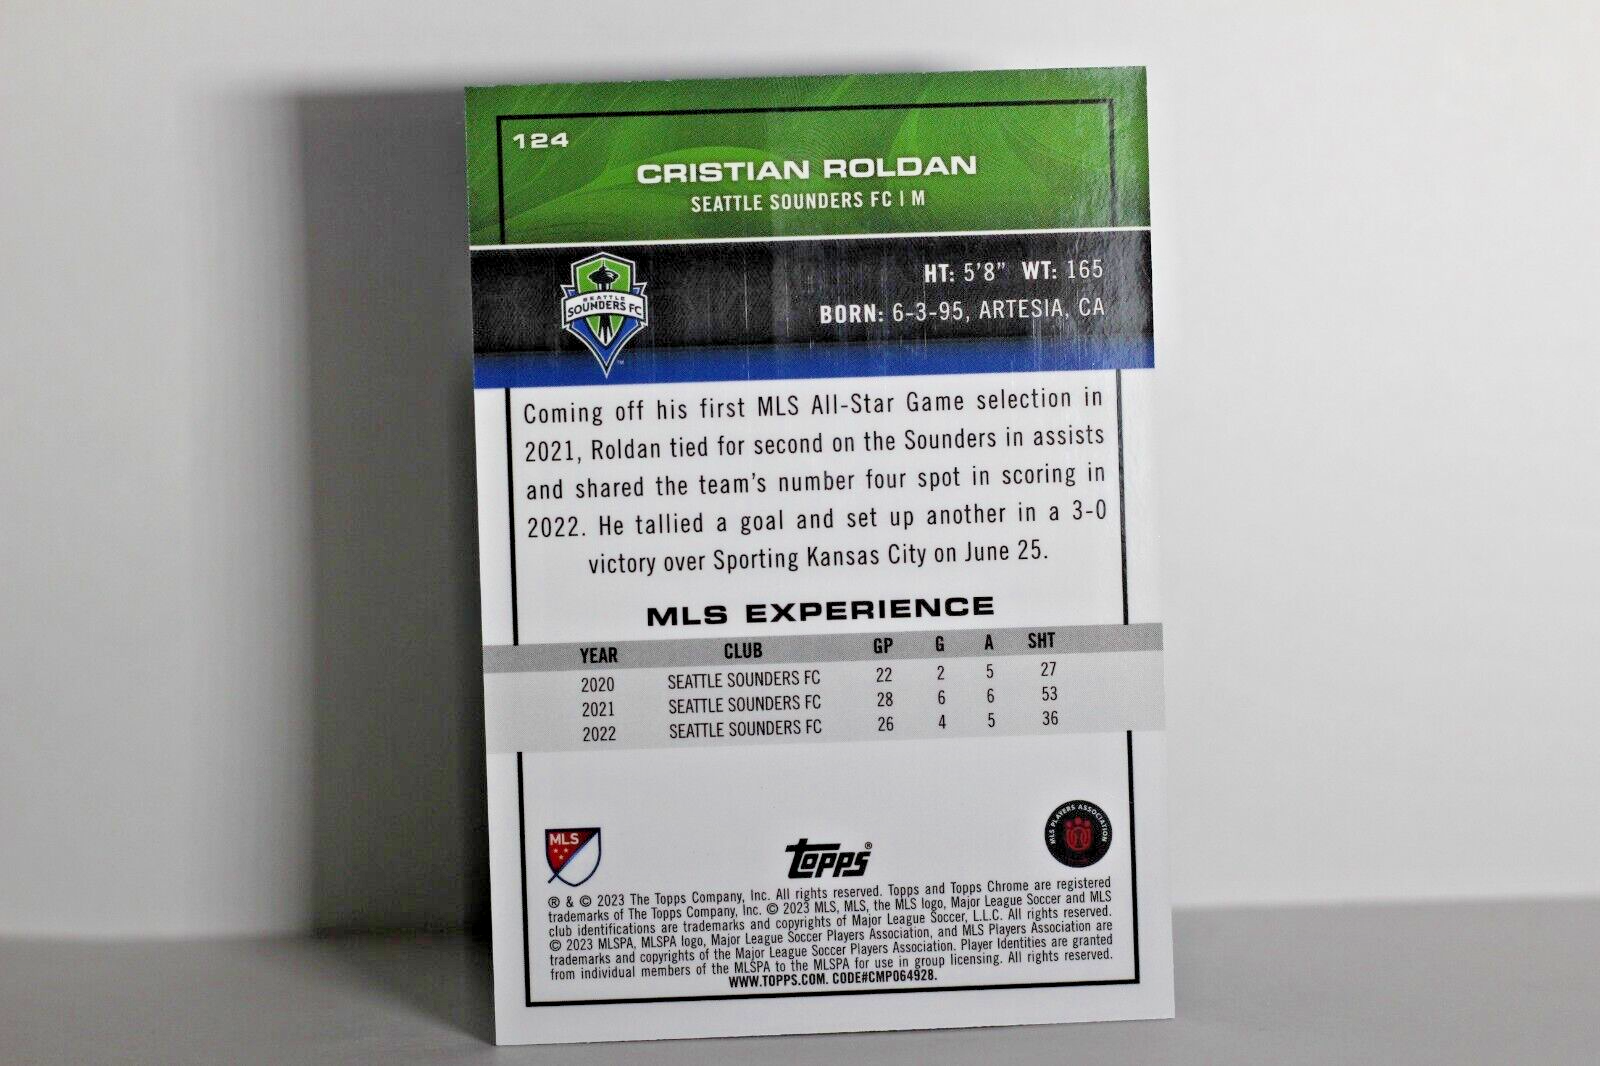 124
CRISTIAN ROLDAN
SEATTLE SOUNDERS FC | M
SEATTLE
SOUNDERS FC
TM
HT: 5'8" WT: 165
BORN: 6-3-95, ARTESIA, CA
Coming off his first MLS All-Star Game selection in
2021, Roldan tied for second on the Sounders in assists
and shared the team's number four spot in scoring in
2022. He tallied a goal and set up another in a 3-0
victory over Sporting Kansas City on June 25.
MLS EXPERIENCE
YEAR CLUB GP G A SHT
2020 SEATTLE SOUNDERS FC 22 2 5 27
2021 SEATTLE SOUNDERS FC 28 6 6 53
2022 SEATTLE SOUNDERS FC 26 4 5 36
MLS
Topps®
MLS PLAYERS ASSOCIATION
® & © 2023 The Topps Company, Inc. All rights reserved. Topps and Topps Chrome are registered
trademarks of The Topps Company, Inc. © 2023 MLS, MLS, the MLS logo, Major League Soccer and MLS
club identifications are trademarks and copyrights of Major League Soccer, L.L.C. All rights reserved.
© 2023 MLSPA, MLSPA logo, Major League Soccer Players Association, and MLS Players Association are
trademarks and copyrights of the Major League Soccer Players Association. Player Identities are granted
from individual members of the MLSPA to the MLSPA for use in group licensing. All rights reserved.
WWW.TOPPS.COM. CODE#CMP064928.